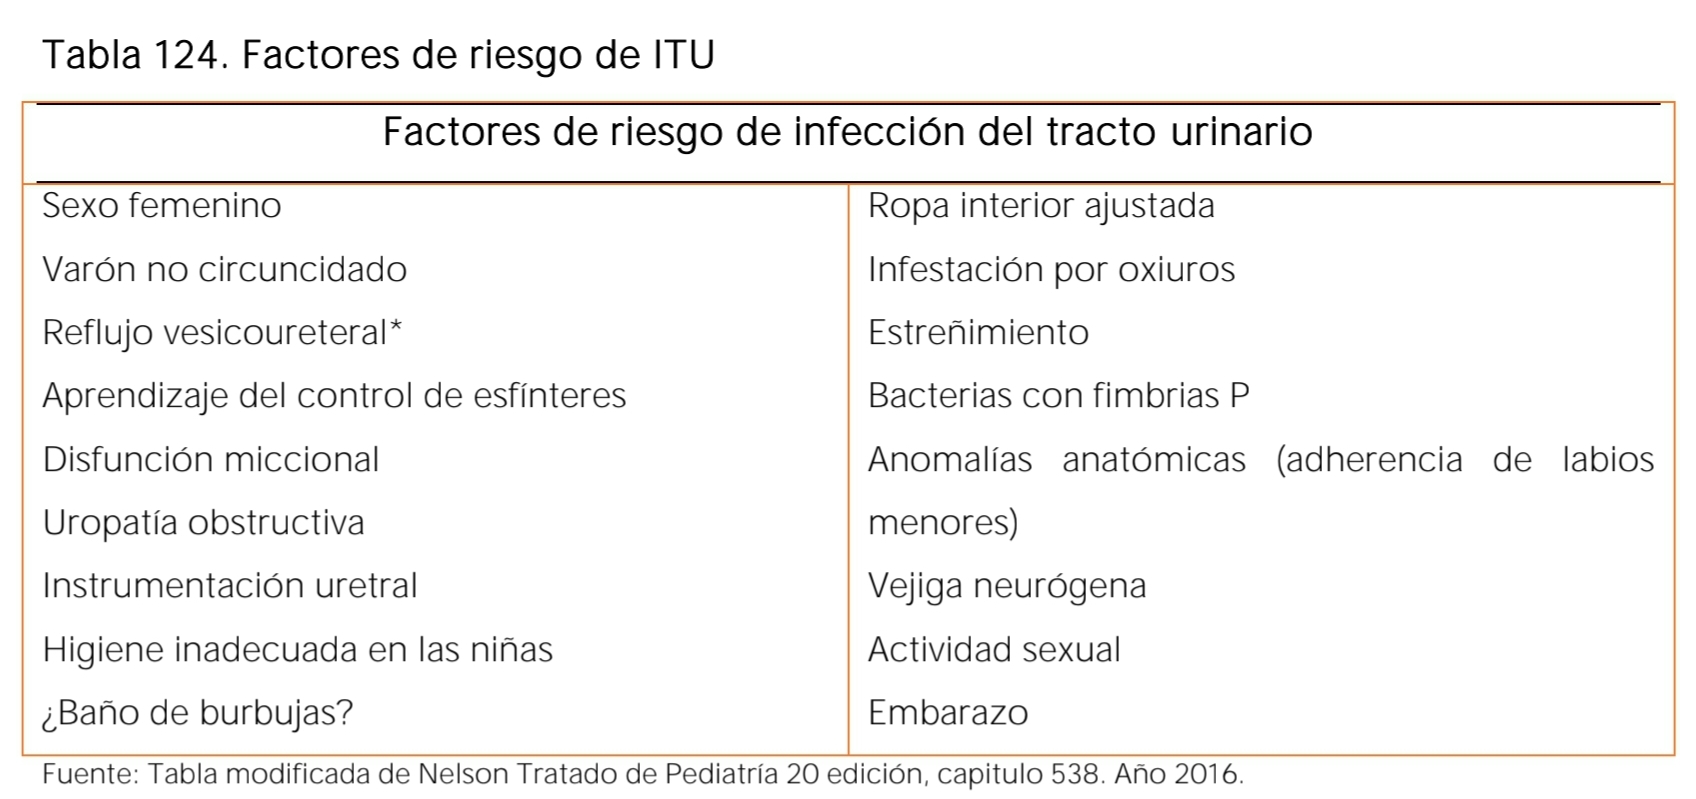 Tabla 124. Factores de riesgo de ITU
Factores de riesgo de infección del tracto urinario
Sexo femenino
Varón no circuncidado
Reflujo vesicoureteral*
Aprendizaje del control de esfínteres
Disfunción miccional
Uropatía obstructiva
Instrumentación uretral
Higiene inadecuada en las niñas
¿Baño de burbujas?
Ropa interior ajustada
Infestación por oxiuros
Estreñimiento
Bacterias con fimbrias P
Anomalías anatómicas (adherencia de labios
menores)
Vejiga neurógena
Actividad sexual
Embarazo
Fuente: Tabla modificada de Nelson Tratado de Pediatría 20 edición, capitulo 538. Año 2016.